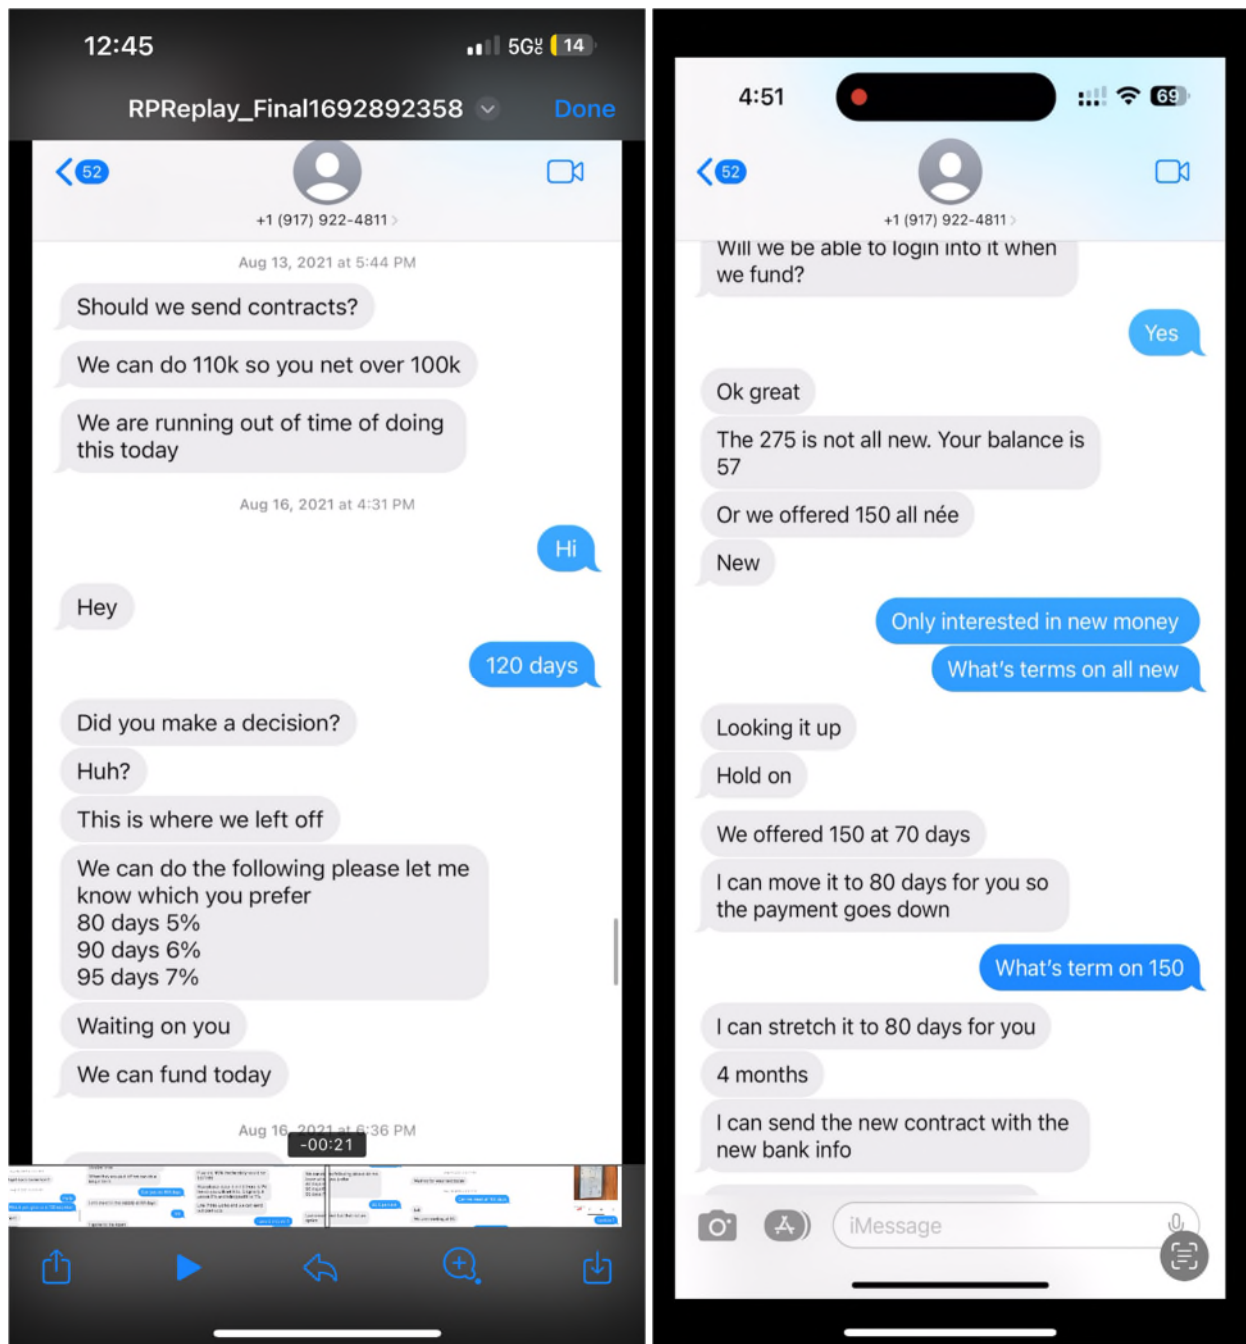 12:45
5G
14
RPReplay_Final1692892358
Done
52
+1 (917) 922-4811
Aug 13, 2021 at 5:44 PM
Should we send contracts?
We can do 110k so you net over 100k
We are running out of time of doing
this today
Aug 16, 2021 at 4:31 PM
Hi
Hey
120 days
Did you make a decision?
Huh?
This is where we left off
We can do the following please let me
know which you prefer
80 days 5%
90 days 6%
95 days 7%
Waiting on you
We can fund today
Aug 16, 2021 at 6:36 PM
-00:21
4:51
69
52
+1 (917) 922-4811
Will we be able to login into it when
we fund?
Yes
Ok great
The 275 is not all new. Your balance is
57
Or we offered 150 all née
New
Only interested in new money
What's terms on all new
Looking it up
Hold on
We offered 150 at 70 days
I can move it to 80 days for you so
the payment goes down
What's term on 150
I can stretch it to 80 days for you
4 months
I can send the new contract with the
new bank info
iMessage